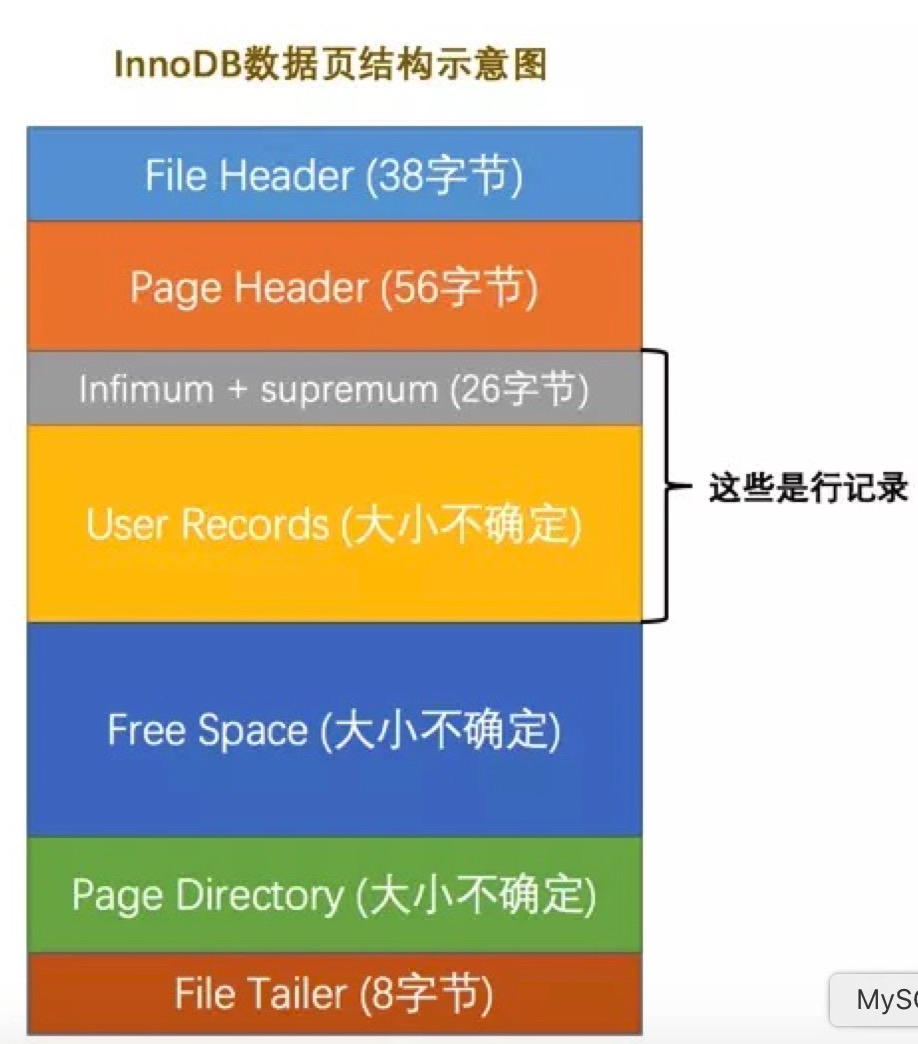 InnoDB数据页结构示意图
File Header (38字节)
Page Header (56字节)
Infimum + supremum (26字节)
User Records (大小不确定)
这些是行记录
Free Space (大小不确定)
Page Directory (大小不确定)
File Tailer (8字节)